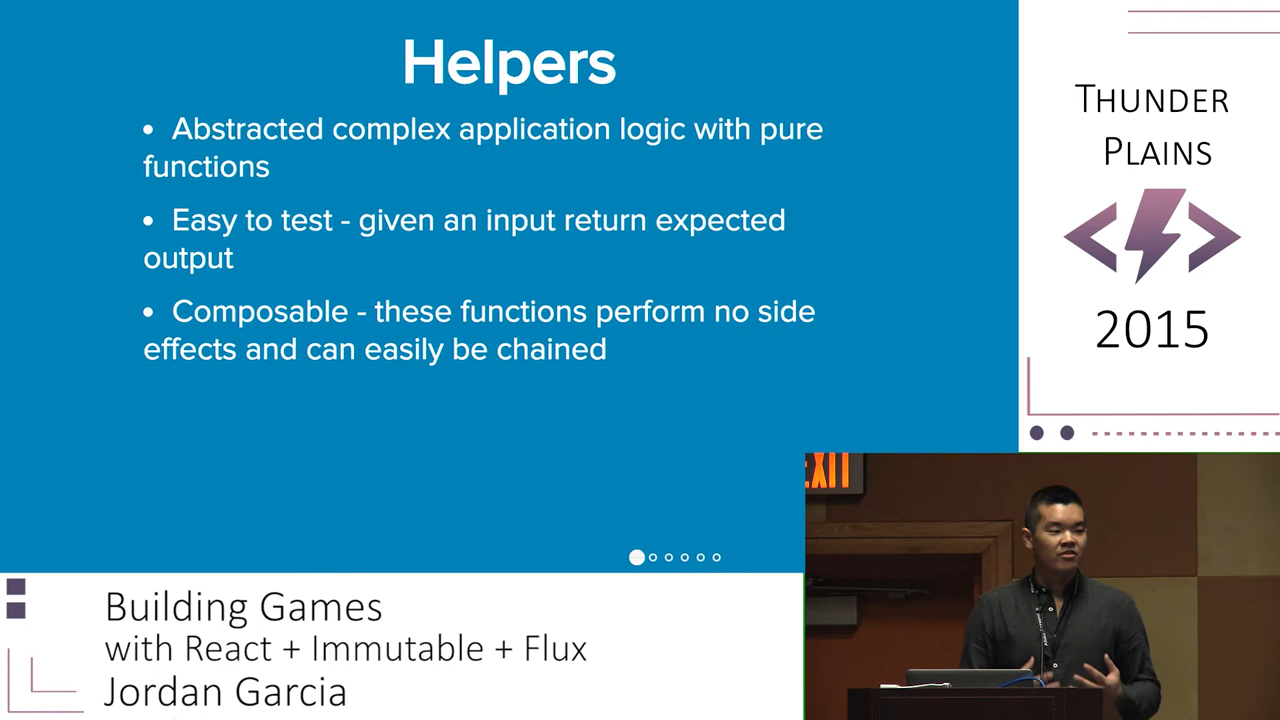 Helpers
• Abstracted complex application logic with pure
functions
• Easy to test - given an input return expected
output
• Composable - these functions perform no side
effects and can easily be chained
THUNDER
PLAINS
2015
EXIT
Building Games
with React + Immutable + Flux
Jordan Garcia